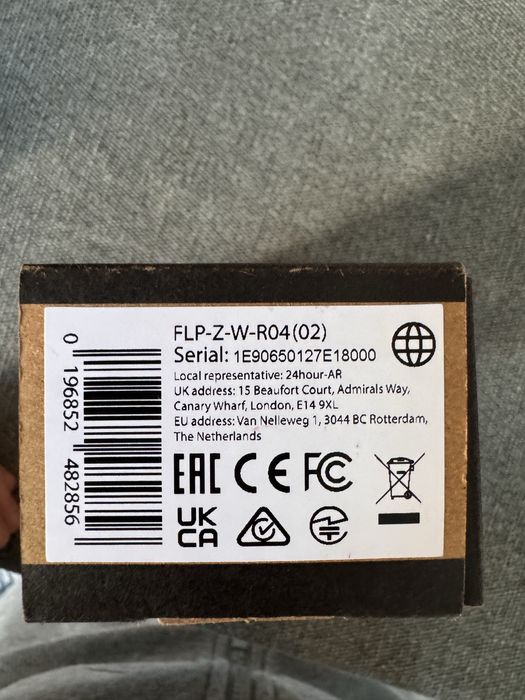 FLP-Z-W-R04(02)
Serial: 1E90650127E18000
Local representative: 24hour-AR
UK address: 15 Beaufort Court, Admirals Way,
Canary Wharf, London, E14 9XL
EU address: Van Nelleweg 1, 3044 BC Rotterdam,
The Netherlands
EAC CE FC
UK
CA
0 196852 482856